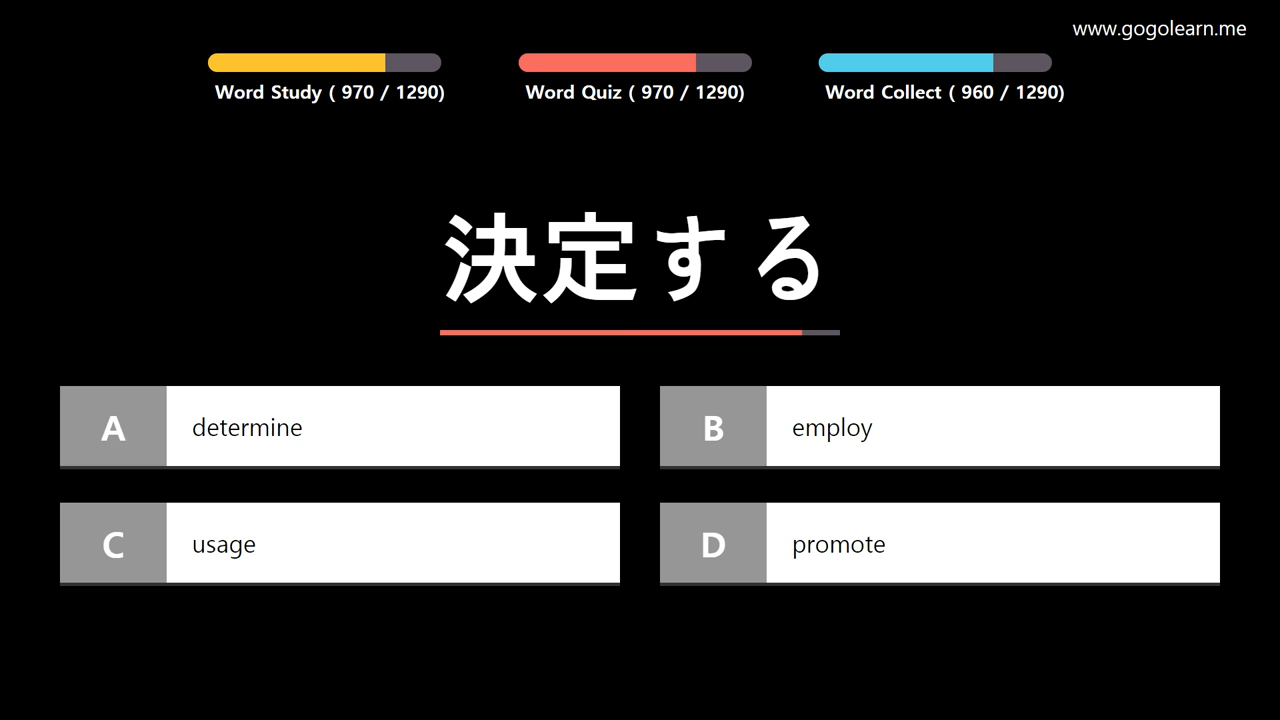 www.gogolearn.me
Word Study ( 970 / 1290)
Word Quiz ( 970 / 1290)
Word Collect ( 960 / 1290)
決定する
A determine
B employ
C usage
D promote